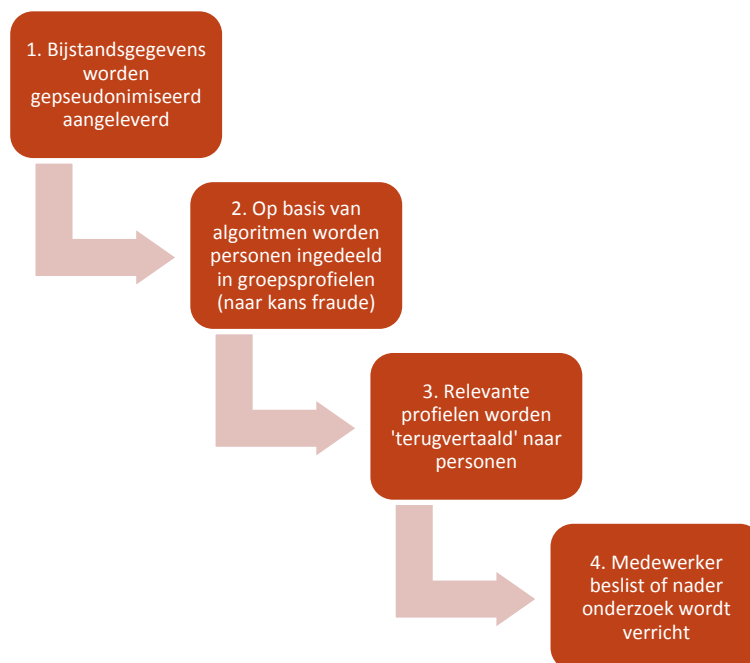 1. Bijstandsgegevens
worden
gepseudonimiseerd
aangeleverd
2. Op basis van
algoritmen worden
personen ingedeeld
in groepsprofielen
(naar kans fraude)
3. Relevante
profielen worden
'terugvertaald' naar
personen
4. Medewerker
beslist of nader
onderzoek wordt
verricht